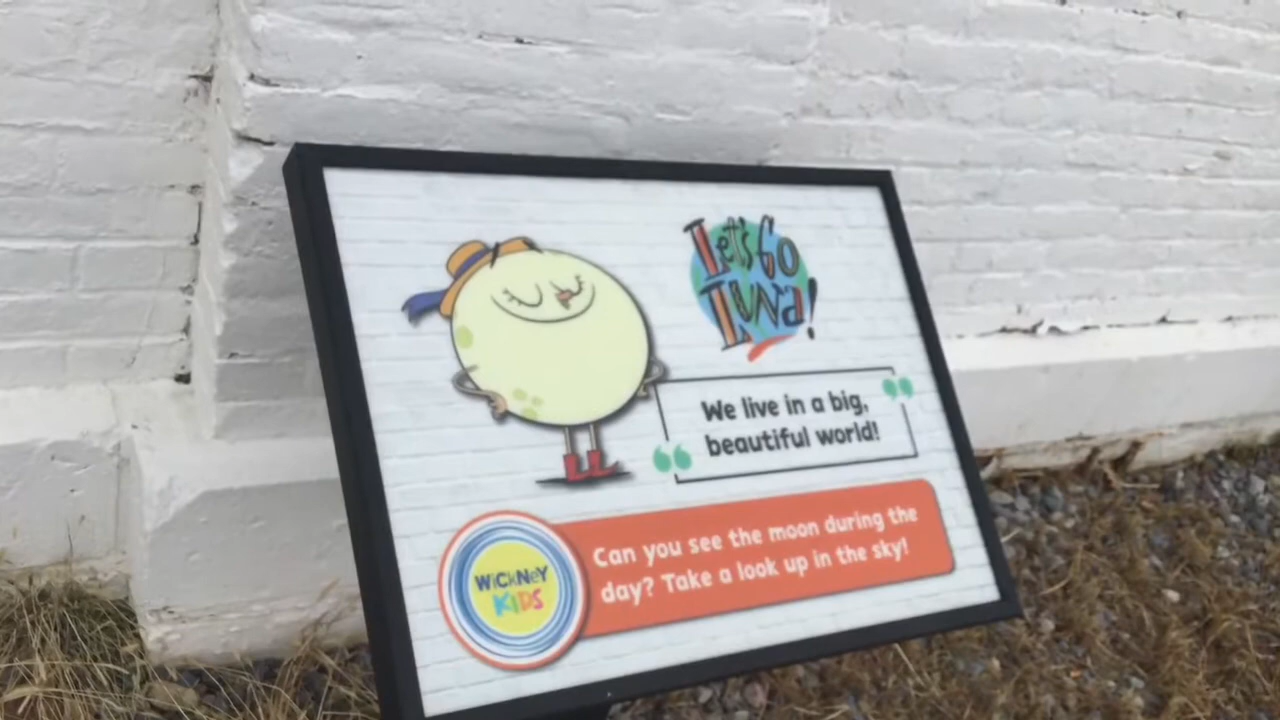 Let's Go
Luna!
We live in a big,
beautiful world!
WiCkNeY
KiDS
Can you see the moon during the
day? Take a look up in the sky!